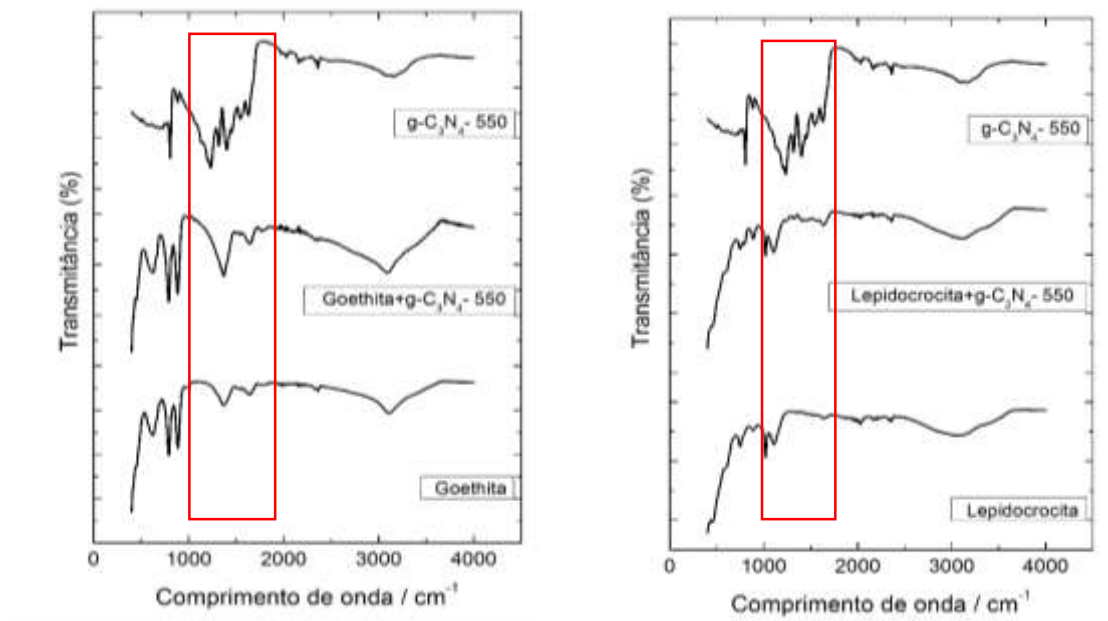 Transmitância (%)
g-C3N4- 550
Goethita+g-C3N4- 550
Goethita
0 1000 2000 3000 4000
Comprimento de onda / cm-1
Transmitância (%)
g-C3N4- 550
Lepidocrocita+g-C3N4- 550
Lepidocrocita
0 1000 2000 3000 4000
Comprimento de onda / cm-1